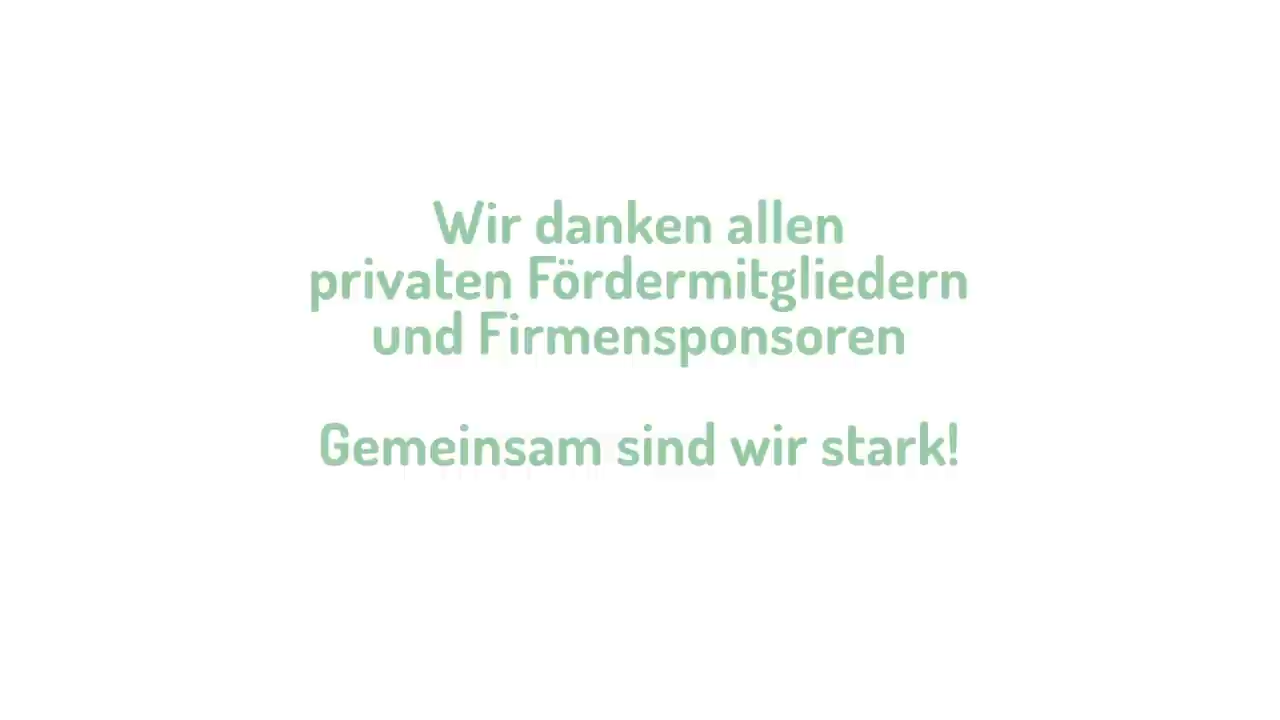 Wir danken allen
privaten Fördermitgliedern
und Firmensponsoren
Gemeinsam sind wir stark!